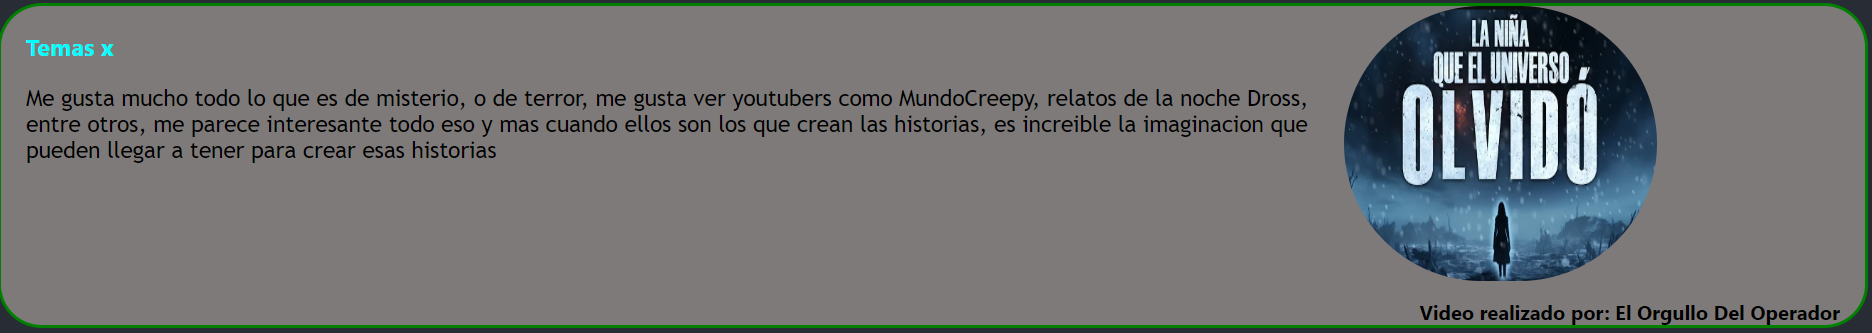 Temas x
Me gusta mucho todo lo que es de misterio, o de terror, me gusta ver youtubers como MundoCreepy, relatos de la noche Dross,
entre otros, me parece interesante todo eso y mas cuando ellos son los que crean las historias, es increible la imaginacion que
pueden llegar a tener para crear esas historias
LA NIÑA
QUE EL UNIVERSO
OLVIDÓ
Video realizado por: El Orgullo Del Operador